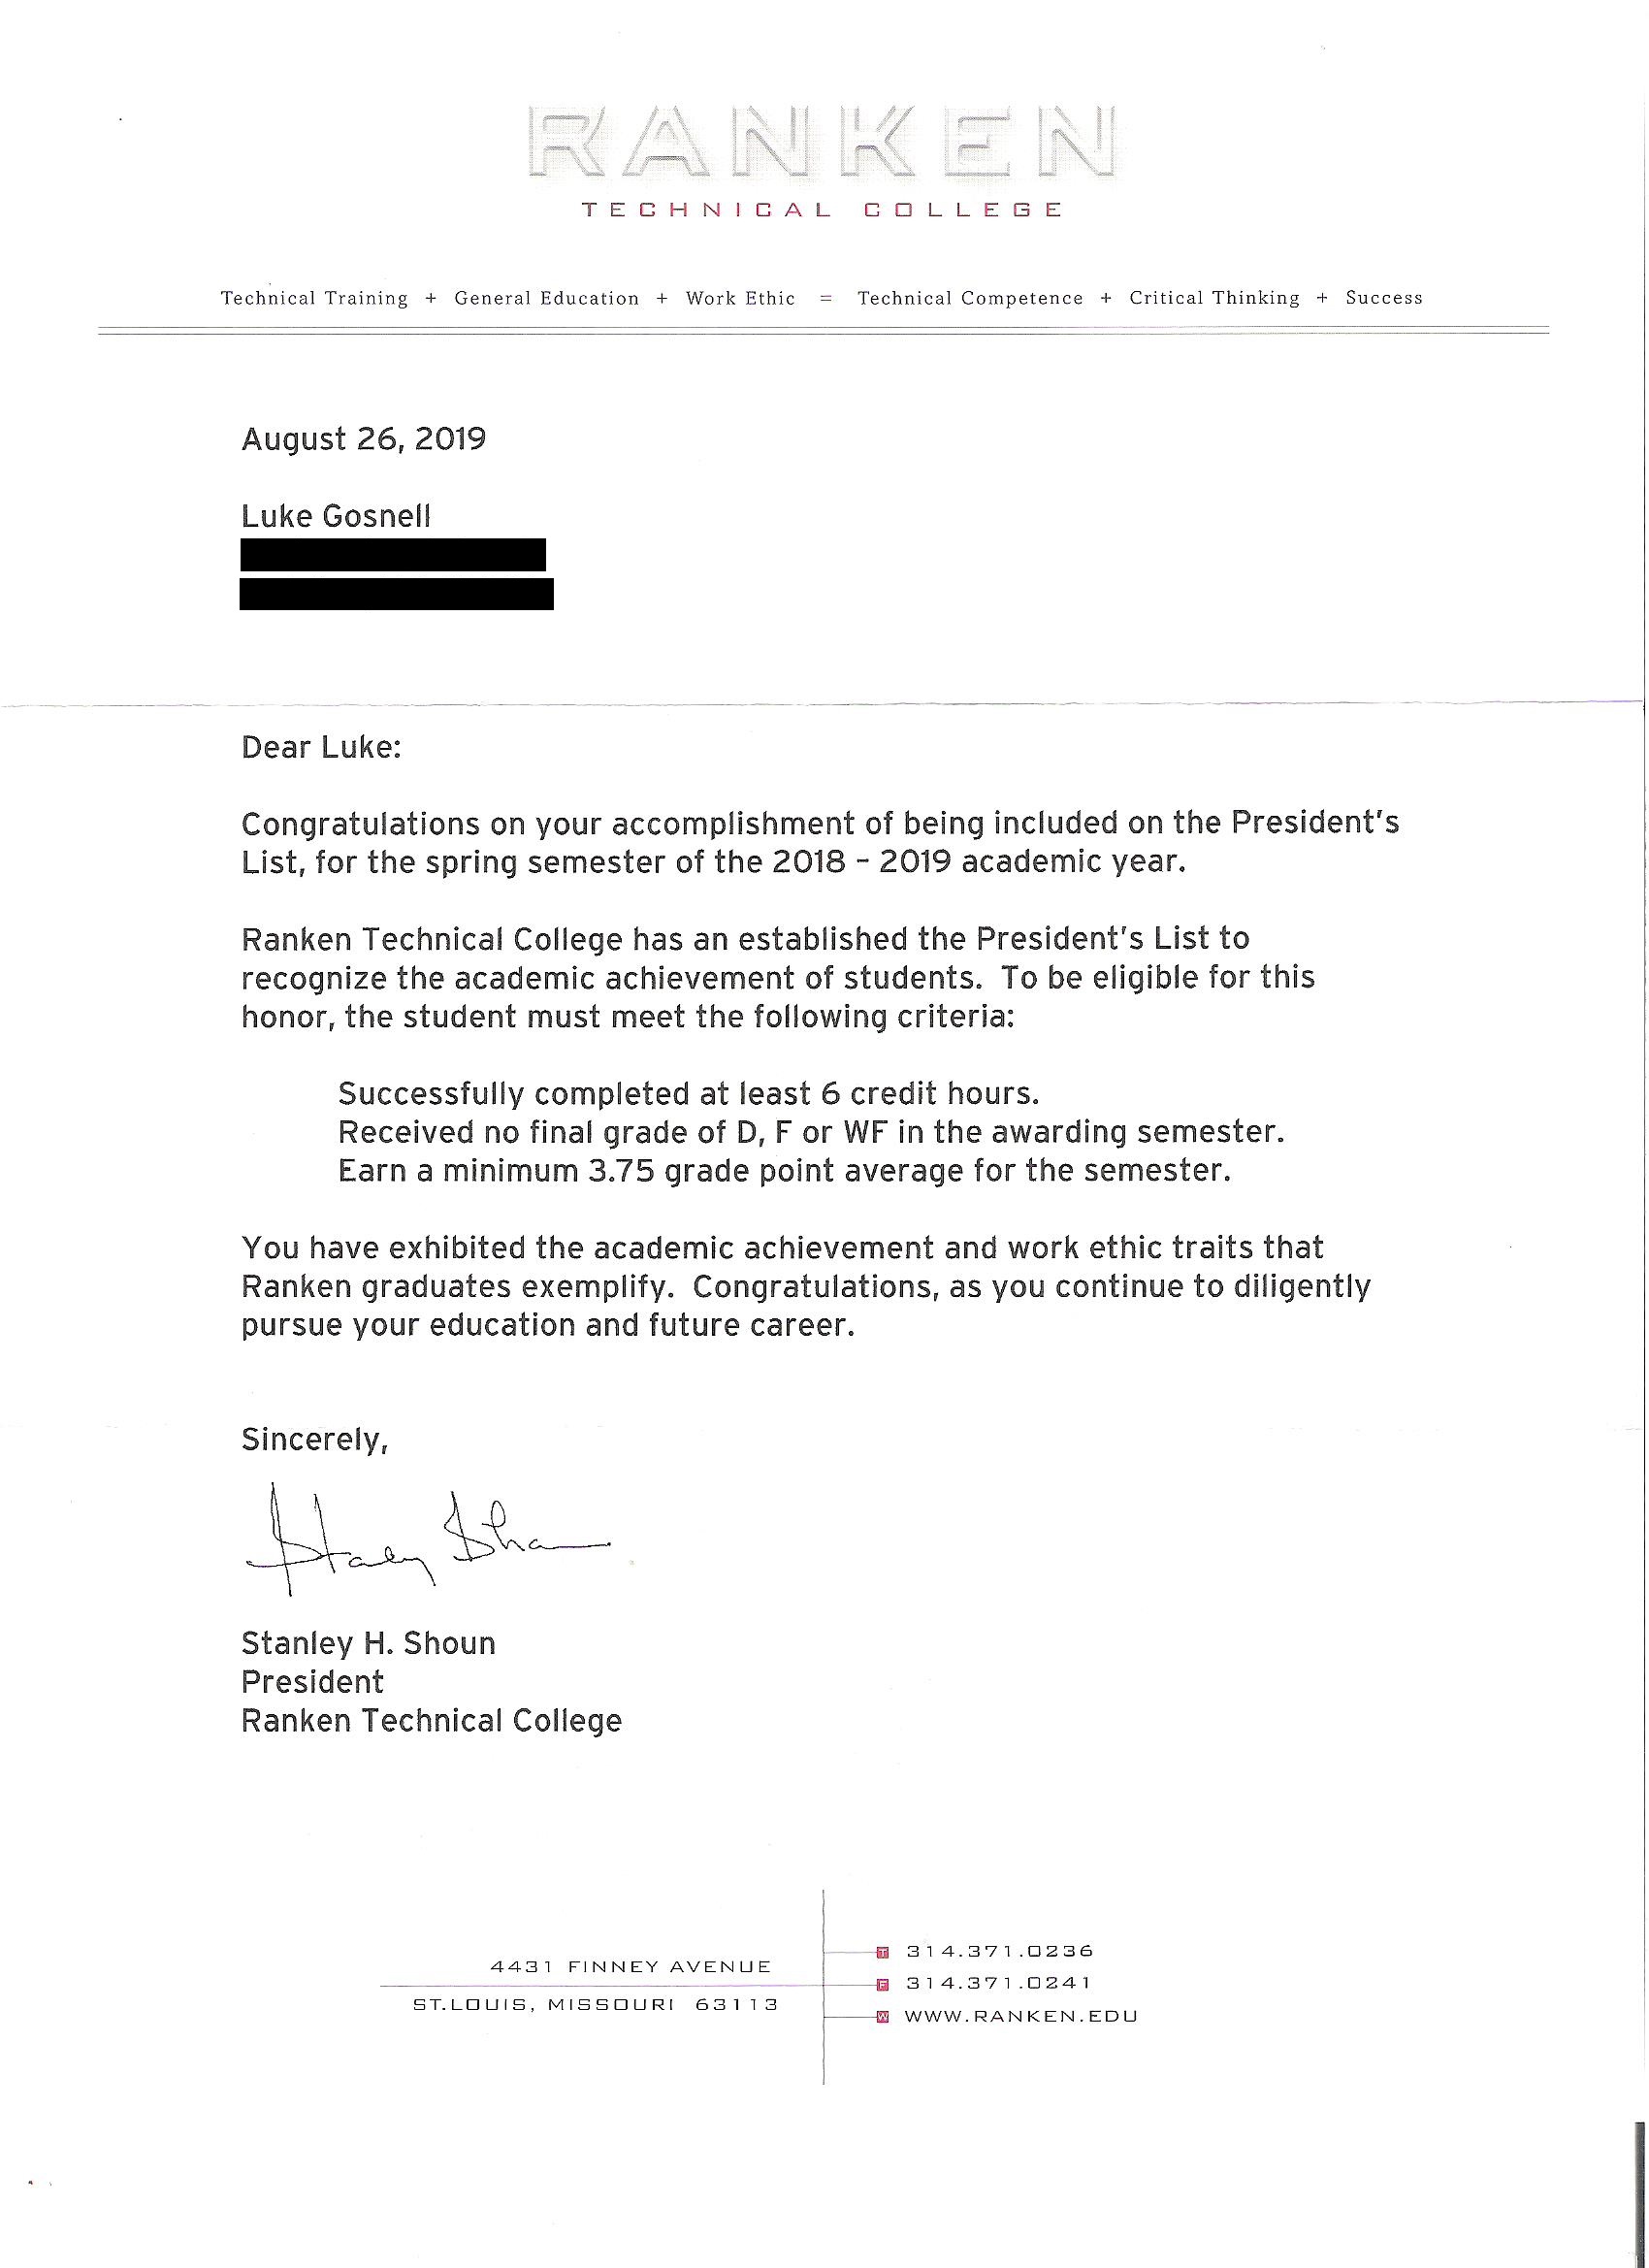 RANKEN
TECHNICAL COLLEGE
Technical Training + General Education + Work Ethic = Technical Competence + Critical Thinking + Success
August 26, 2019
Luke Gosnell
Dear Luke:
Congratulations on your accomplishment of being included on the President's
List, for the spring semester of the 2018 - 2019 academic year.
Ranken Technical College has an established the President's List to
recognize the academic achievement of students.  To be eligible for this
honor, the student must meet the following criteria:
Successfully completed at least 6 credit hours.
Received no final grade of D, F or WF in the awarding semester.
Earn a minimum 3.75 grade point average for the semester.
You have exhibited the academic achievement and work ethic traits that
Ranken graduates exemplify.  Congratulations, as you continue to diligently
pursue your education and future career.
Sincerely,
Stanley H. Shoun
President
Ranken Technical College
4431 FINNEY AVENUE
ST.LOUIS, MISSOURI 63113
T 314.371.0236
F 314.371.0241
W WWW.RANKEN.EDU